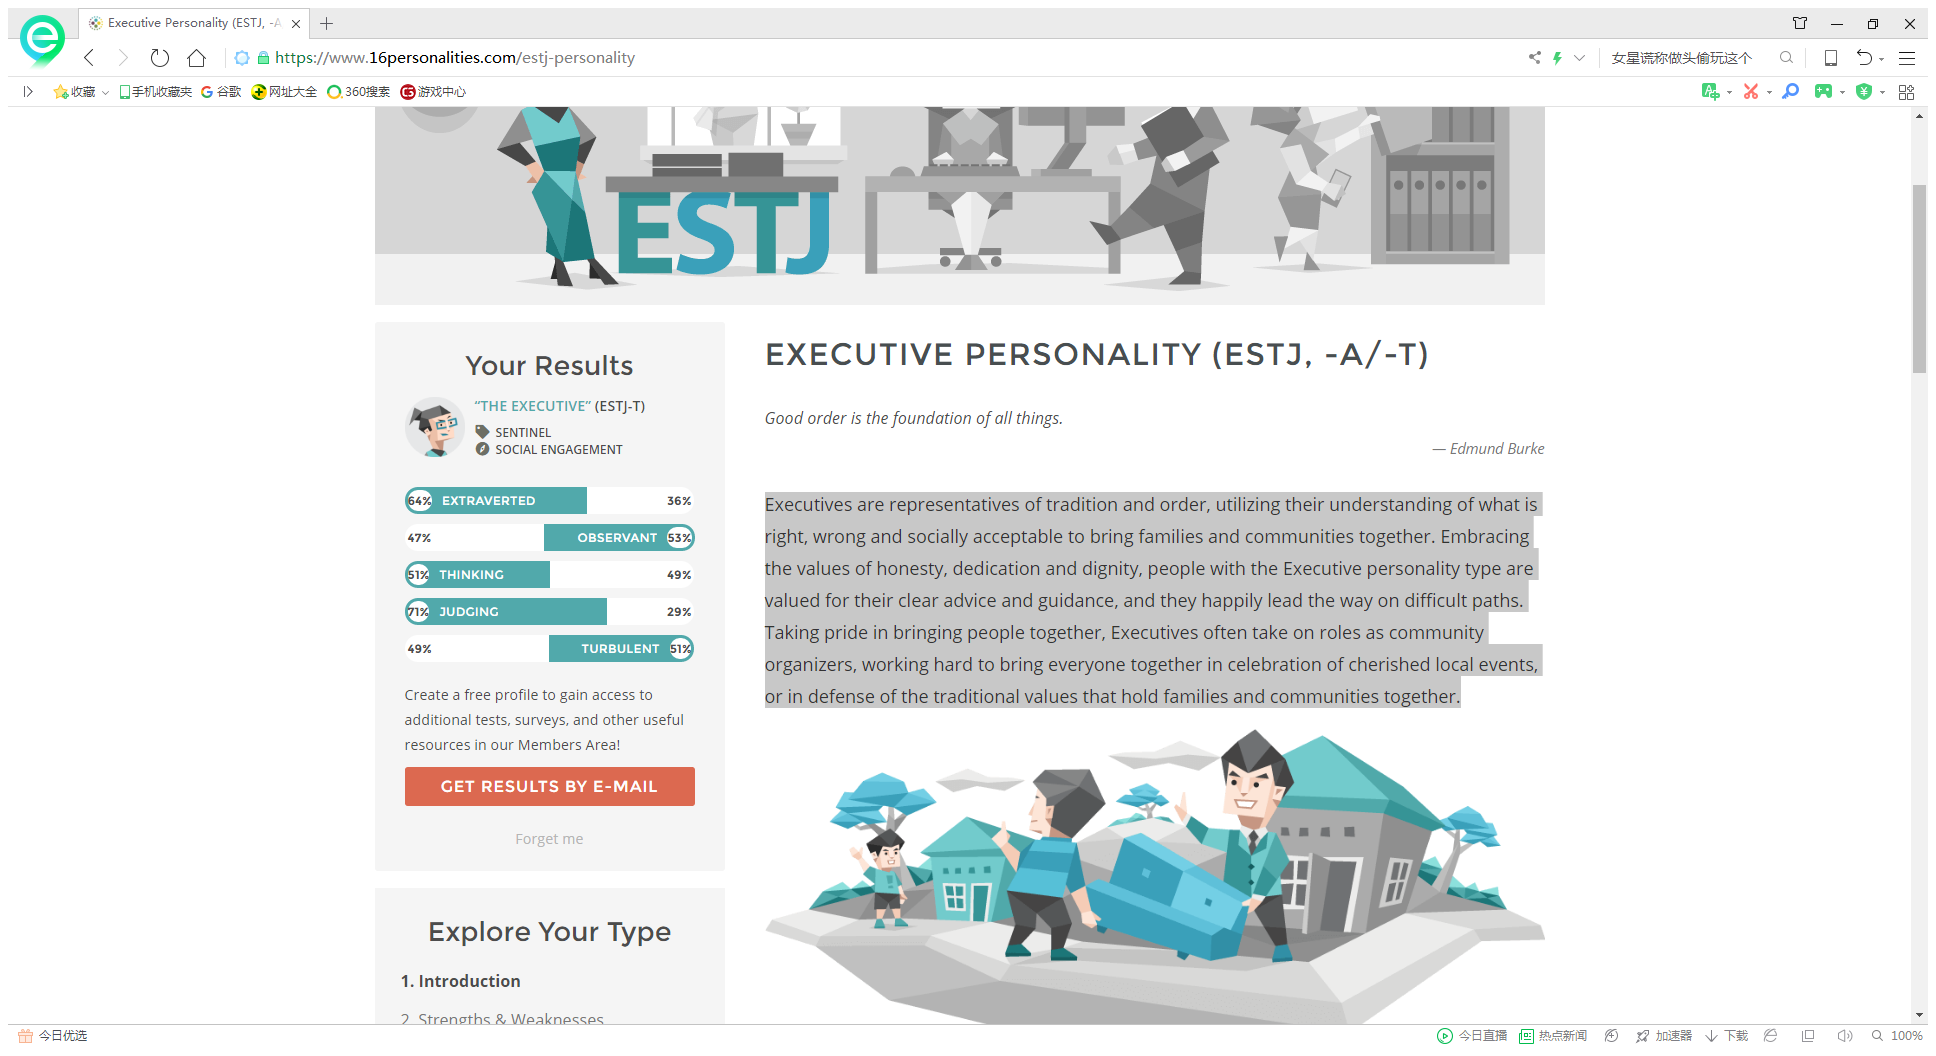 Executive Personality (ESTJ, -A
https://www.16personalities.com/estj-personality
女星谎称做头偷玩这个
收藏 手机收藏夹 谷歌 网址大全 360搜索 游戏中心
ESTJ
Your Results
“THE EXECUTIVE” (ESTJ-T)
SENTINEL
SOCIAL ENGAGEMENT
64% EXTRAVERTED 36%
47% OBSERVANT 53%
51% THINKING 49%
71% JUDGING 29%
49% TURBULENT 51%
Create a free profile to gain access to
additional tests, surveys, and other useful
resources in our Members Area!
GET RESULTS BY E-MAIL
Forget me
Explore Your Type
1. Introduction
2. Strengths & Weaknesses
EXECUTIVE PERSONALITY (ESTJ, -A/-T)
Good order is the foundation of all things.
— Edmund Burke
Executives are representatives of tradition and order, utilizing their understanding of what is
right, wrong and socially acceptable to bring families and communities together. Embracing
the values of honesty, dedication and dignity, people with the Executive personality type are
valued for their clear advice and guidance, and they happily lead the way on difficult paths.
Taking pride in bringing people together, Executives often take on roles as community
organizers, working hard to bring everyone together in celebration of cherished local events,
or in defense of the traditional values that hold families and communities together.
今日优选
今日直播 热点新闻 加速器 下载 100%